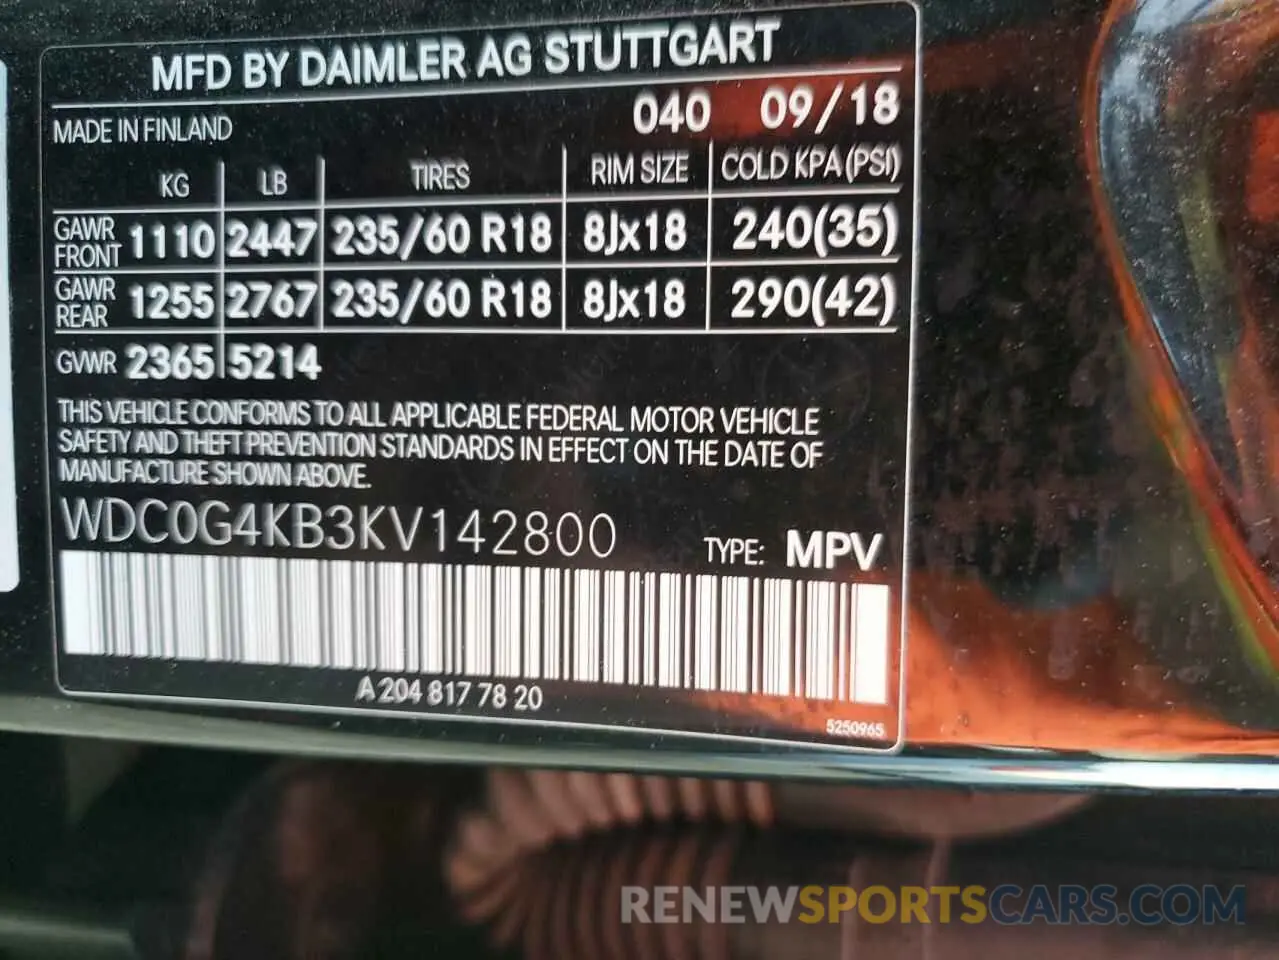 MFD BY DAIMLER AG STUTTGART
040 09/18
MADE IN FINLAND
KG LB TIRES RIM SIZE COLD KPA (PSI)
GAWR FRONT 1110 2447 235/60 R18 8Jx18 240(35)
GAWR REAR 1255 2767 235/60 R18 8Jx18 290(42)
GVWR 2365 5214
THIS VEHICLE CONFORMS TO ALL APPLICABLE FEDERAL MOTOR VEHICLE
SAFETY AND THEFT PREVENTION STANDARDS IN EFFECT ON THE DATE OF
MANUFACTURE SHOWN ABOVE.
WDC0G4KB3KV142800 TYPE: MPV
A 204 817 78 20
5250965
RENEWSPORTSCARS.COM